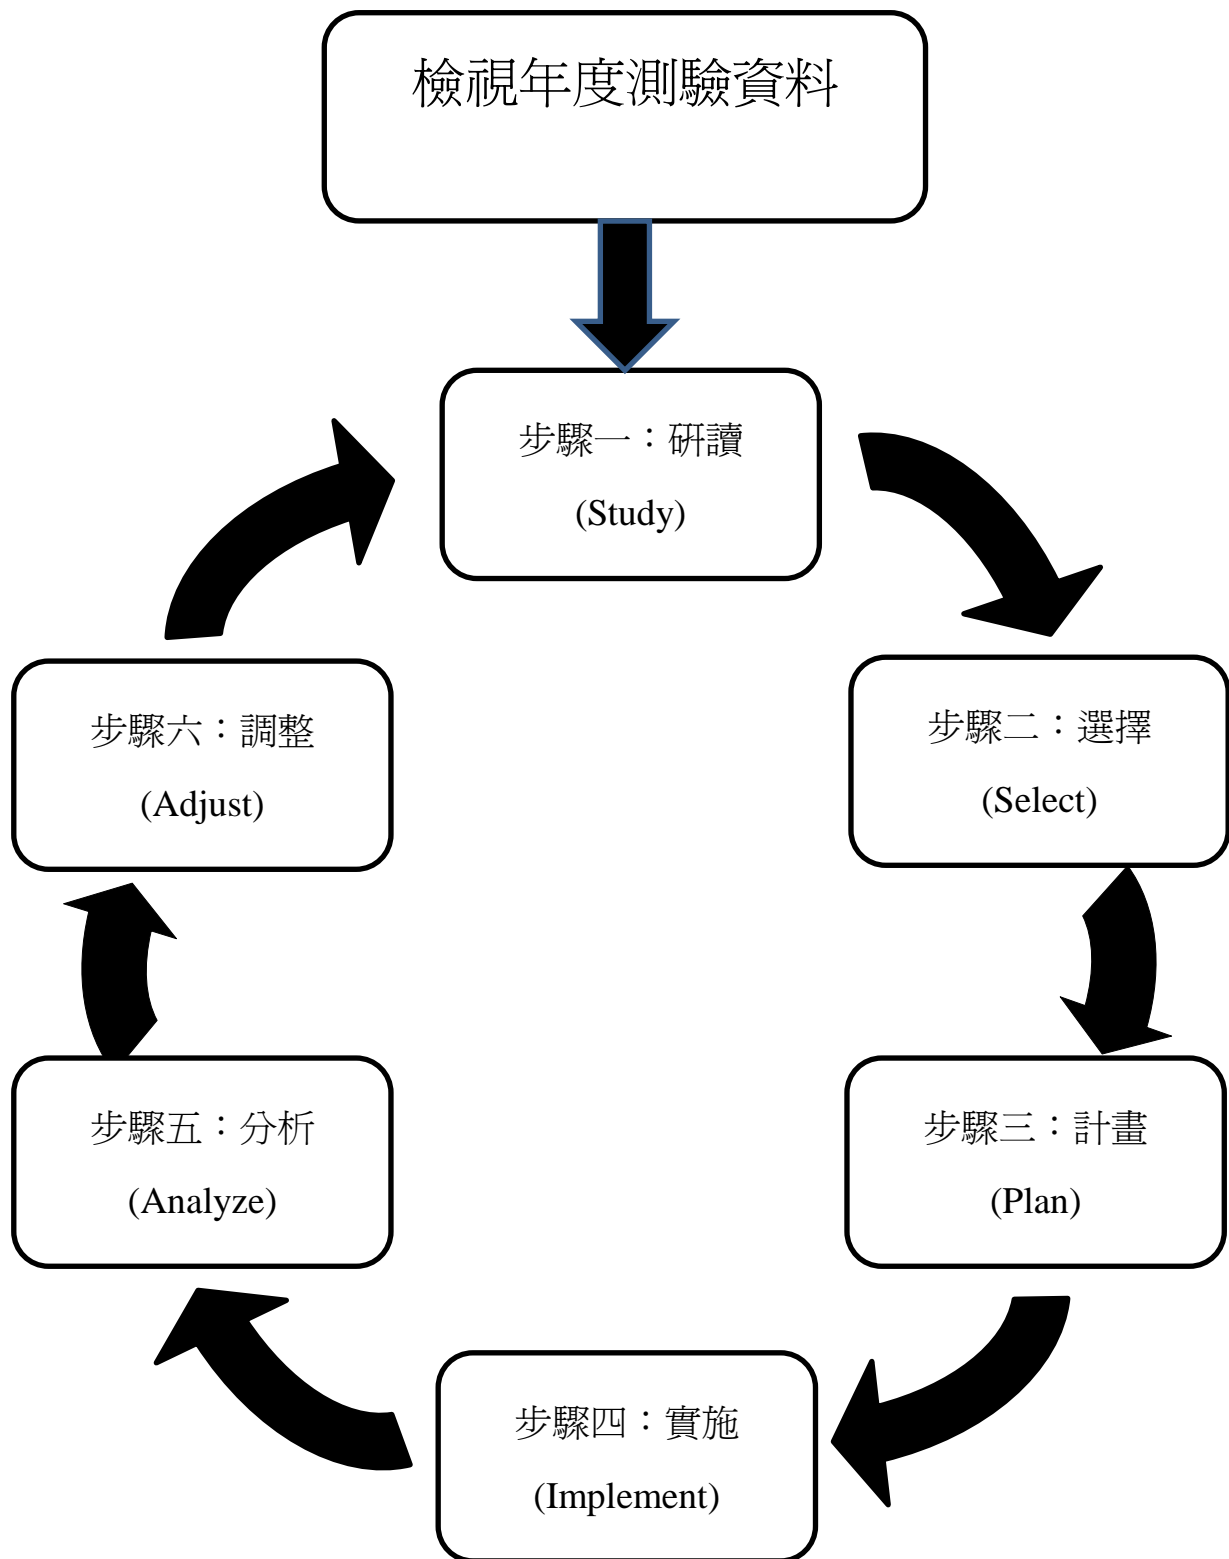 檢視年度測驗資料
步驟一：研讀
(Study)
步驟二：選擇
(Select)
步驟三：計畫
(Plan)
步驟四：實施
(Implement)
步驟五：分析
(Analyze)
步驟六：調整
(Adjust)